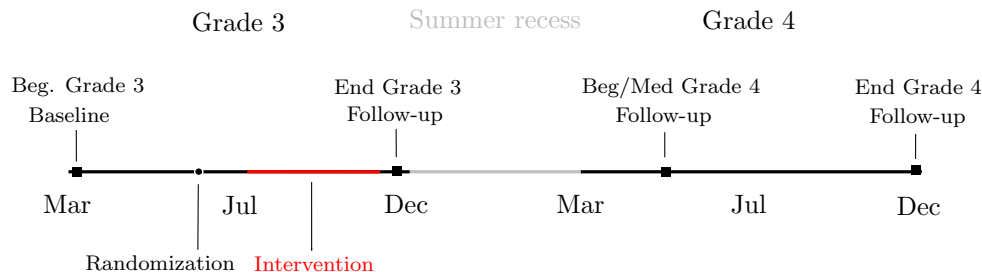 Grade 3
Summer recess
Grade 4
Beg. Grade 3
Baseline
End Grade 3
Follow-up
Beg/Med Grade 4
Follow-up
End Grade 4
Follow-up
Mar
Jul
Dec
Mar
Jul
Dec
Randomization
Intervention